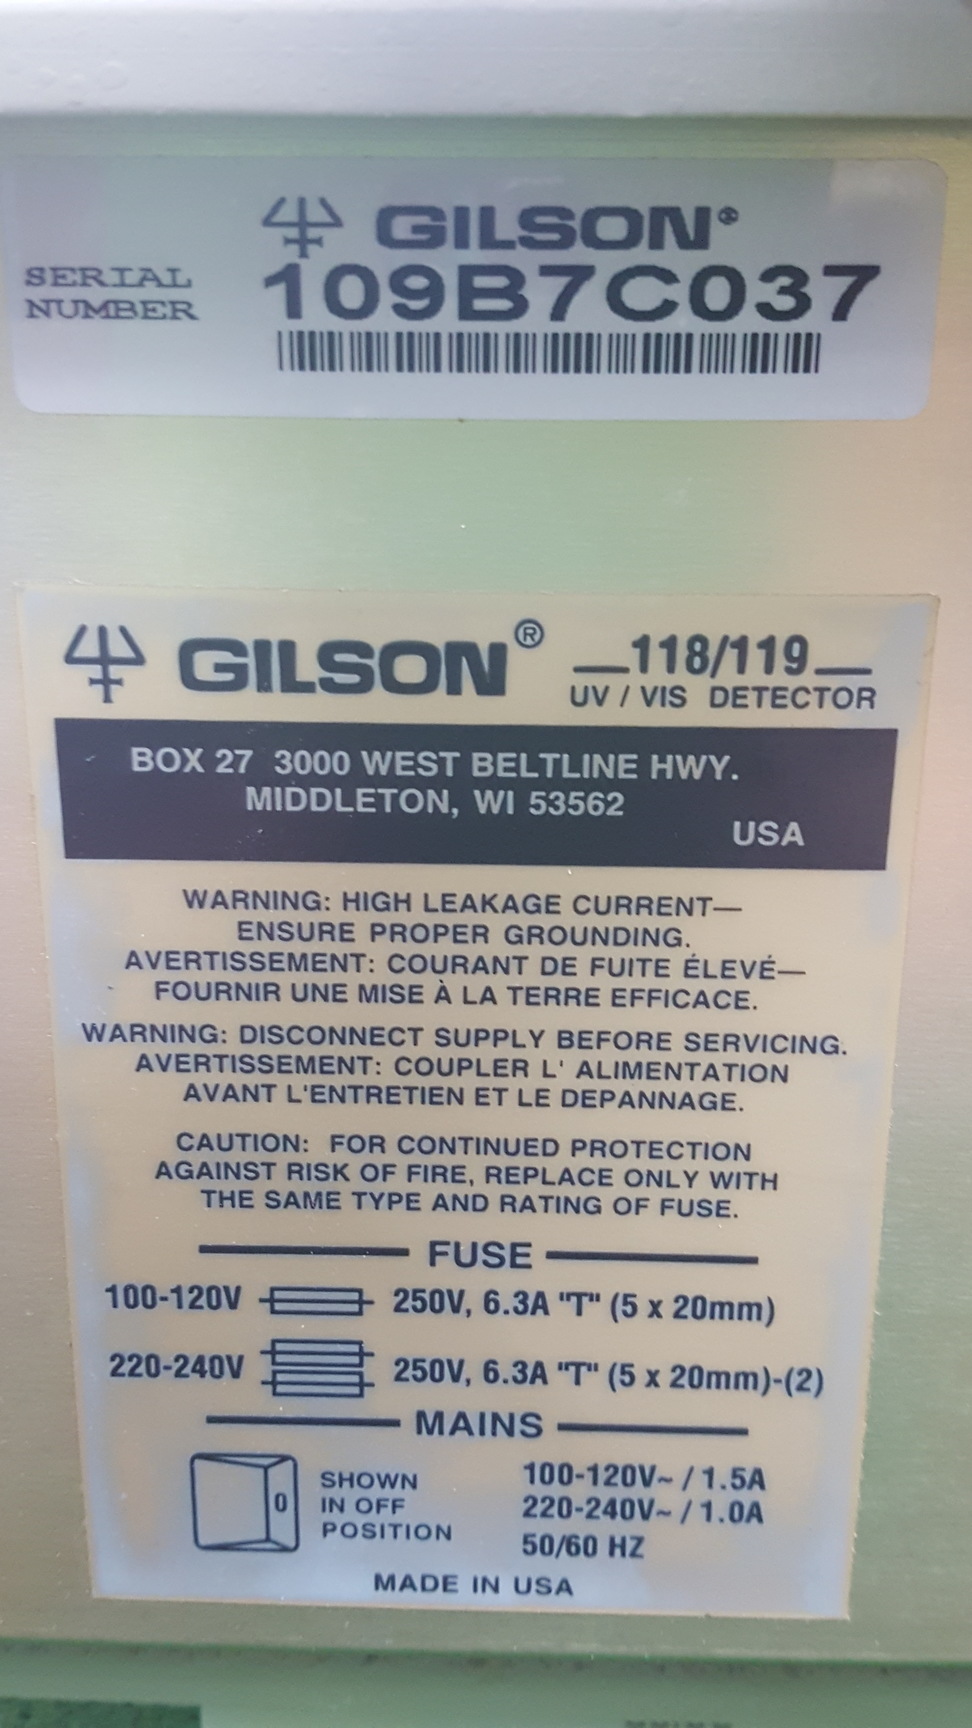 GILSON®
SERIAL NUMBER
109B7C037
GILSON®
118/119
UV / VIS DETECTOR
BOX 27 3000 WEST BELTLINE HWY.
MIDDLETON, WI 53562
USA
WARNING: HIGH LEAKAGE CURRENT—
ENSURE PROPER GROUNDING.
AVERTISSEMENT: COURANT DE FUITE ÉLEVÉ—
FOURNIR UNE MISE À LA TERRE EFFICACE.
WARNING: DISCONNECT SUPPLY BEFORE SERVICING.
AVERTISSEMENT: COUPLER L' ALIMENTATION
AVANT L'ENTRETIEN ET LE DEPANNAGE.
CAUTION: FOR CONTINUED PROTECTION
AGAINST RISK OF FIRE, REPLACE ONLY WITH
THE SAME TYPE AND RATING OF FUSE.
FUSE
100-120V 250V, 6.3A "T" (5 x 20mm)
220-240V 250V, 6.3A "T" (5 x 20mm)-(2)
MAINS
0
SHOWN
IN OFF
POSITION
100-120V~ / 1.5A
220-240V~ / 1.0A
50/60 HZ
MADE IN USA